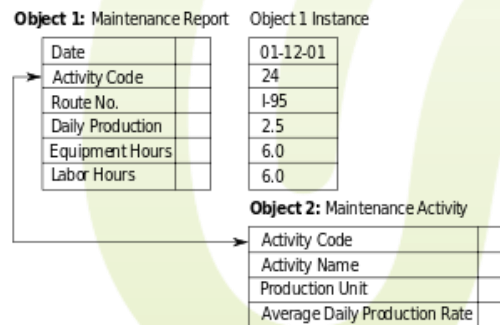 Object 1: Maintenance Report Object 1 Instance
Date 01-12-01
Activity Code 24
Route No. I-95
Daily Production 2.5
Equipment Hours 6.0
Labor Hours 6.0
Object 2: Maintenance Activity
Activity Code
Activity Name
Production Unit
Average Daily Production Rate